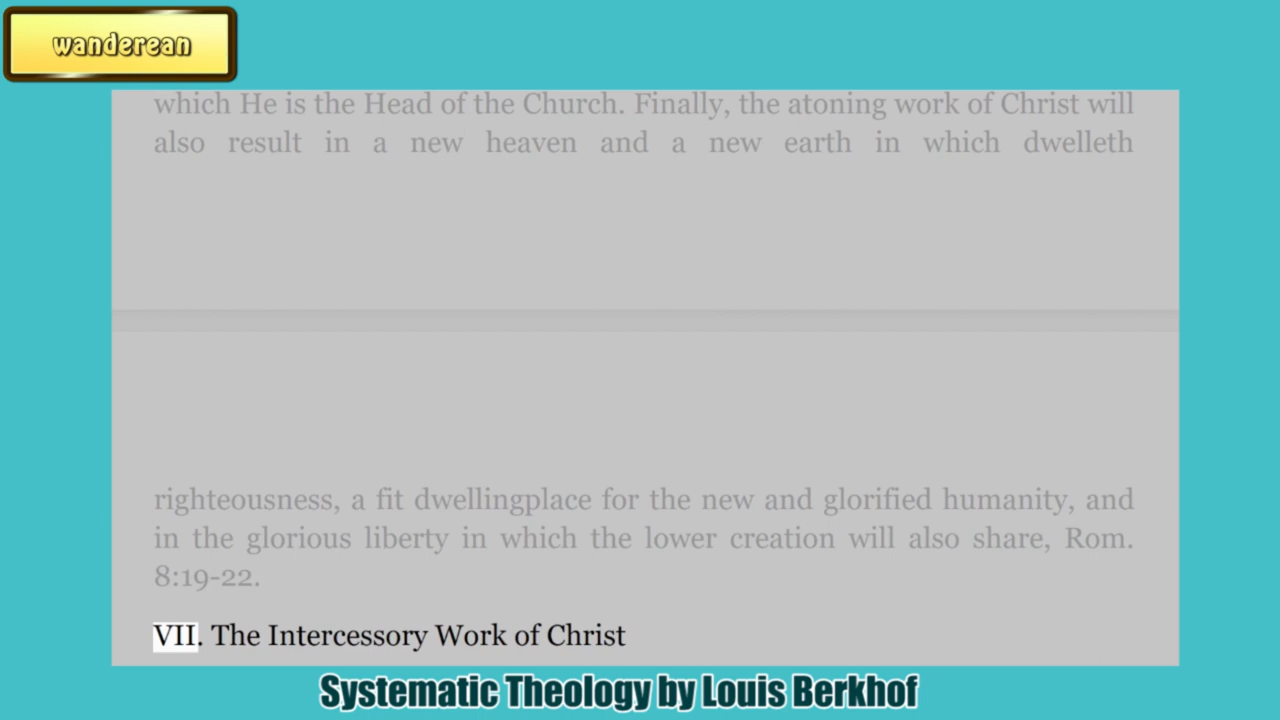 wanderean
which He is the Head of the Church. Finally, the atoning work of Christ will
also result in a new heaven and a new earth in which dwelleth
righteousness, a fit dwellingplace for the new and glorified humanity, and
in the glorious liberty in which the lower creation will also share, Rom.
8:19-22.
VII. The Intercessory Work of Christ
Systematic Theology by Louis Berkhof